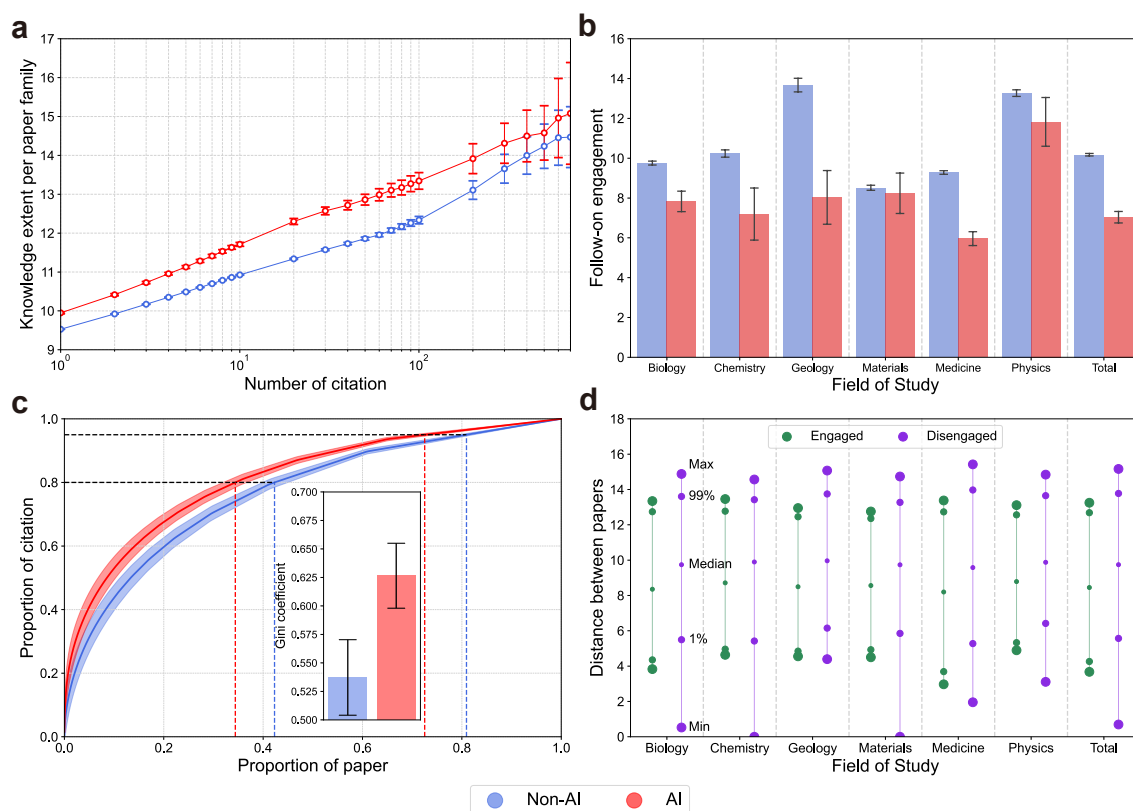 a
17
16
15
14
13
12
11
10
9
Knowledge extent per paper family
10⁰
10¹
10²
Number of citation
b
16
14
12
10
8
6
4
2
0
Follow-on engagement
Biology
Chemistry
Geology
Materials
Medicine
Physics
Total
Field of Study
c
1.0
0.8
0.6
0.4
0.2
0.0
Proportion of citation
0.700
0.675
0.650
0.625
0.600
0.575
0.550
0.525
0.500
Gini coefficient
0.0
0.2
0.4
0.6
0.8
1.0
Proportion of paper
d
18
16
14
12
10
8
6
4
2
0
Distance between papers
Engaged
Disengaged
Max
99%
Median
1%
Min
Biology
Chemistry
Geology
Materials
Medicine
Physics
Total
Field of Study
Non-AI
AI